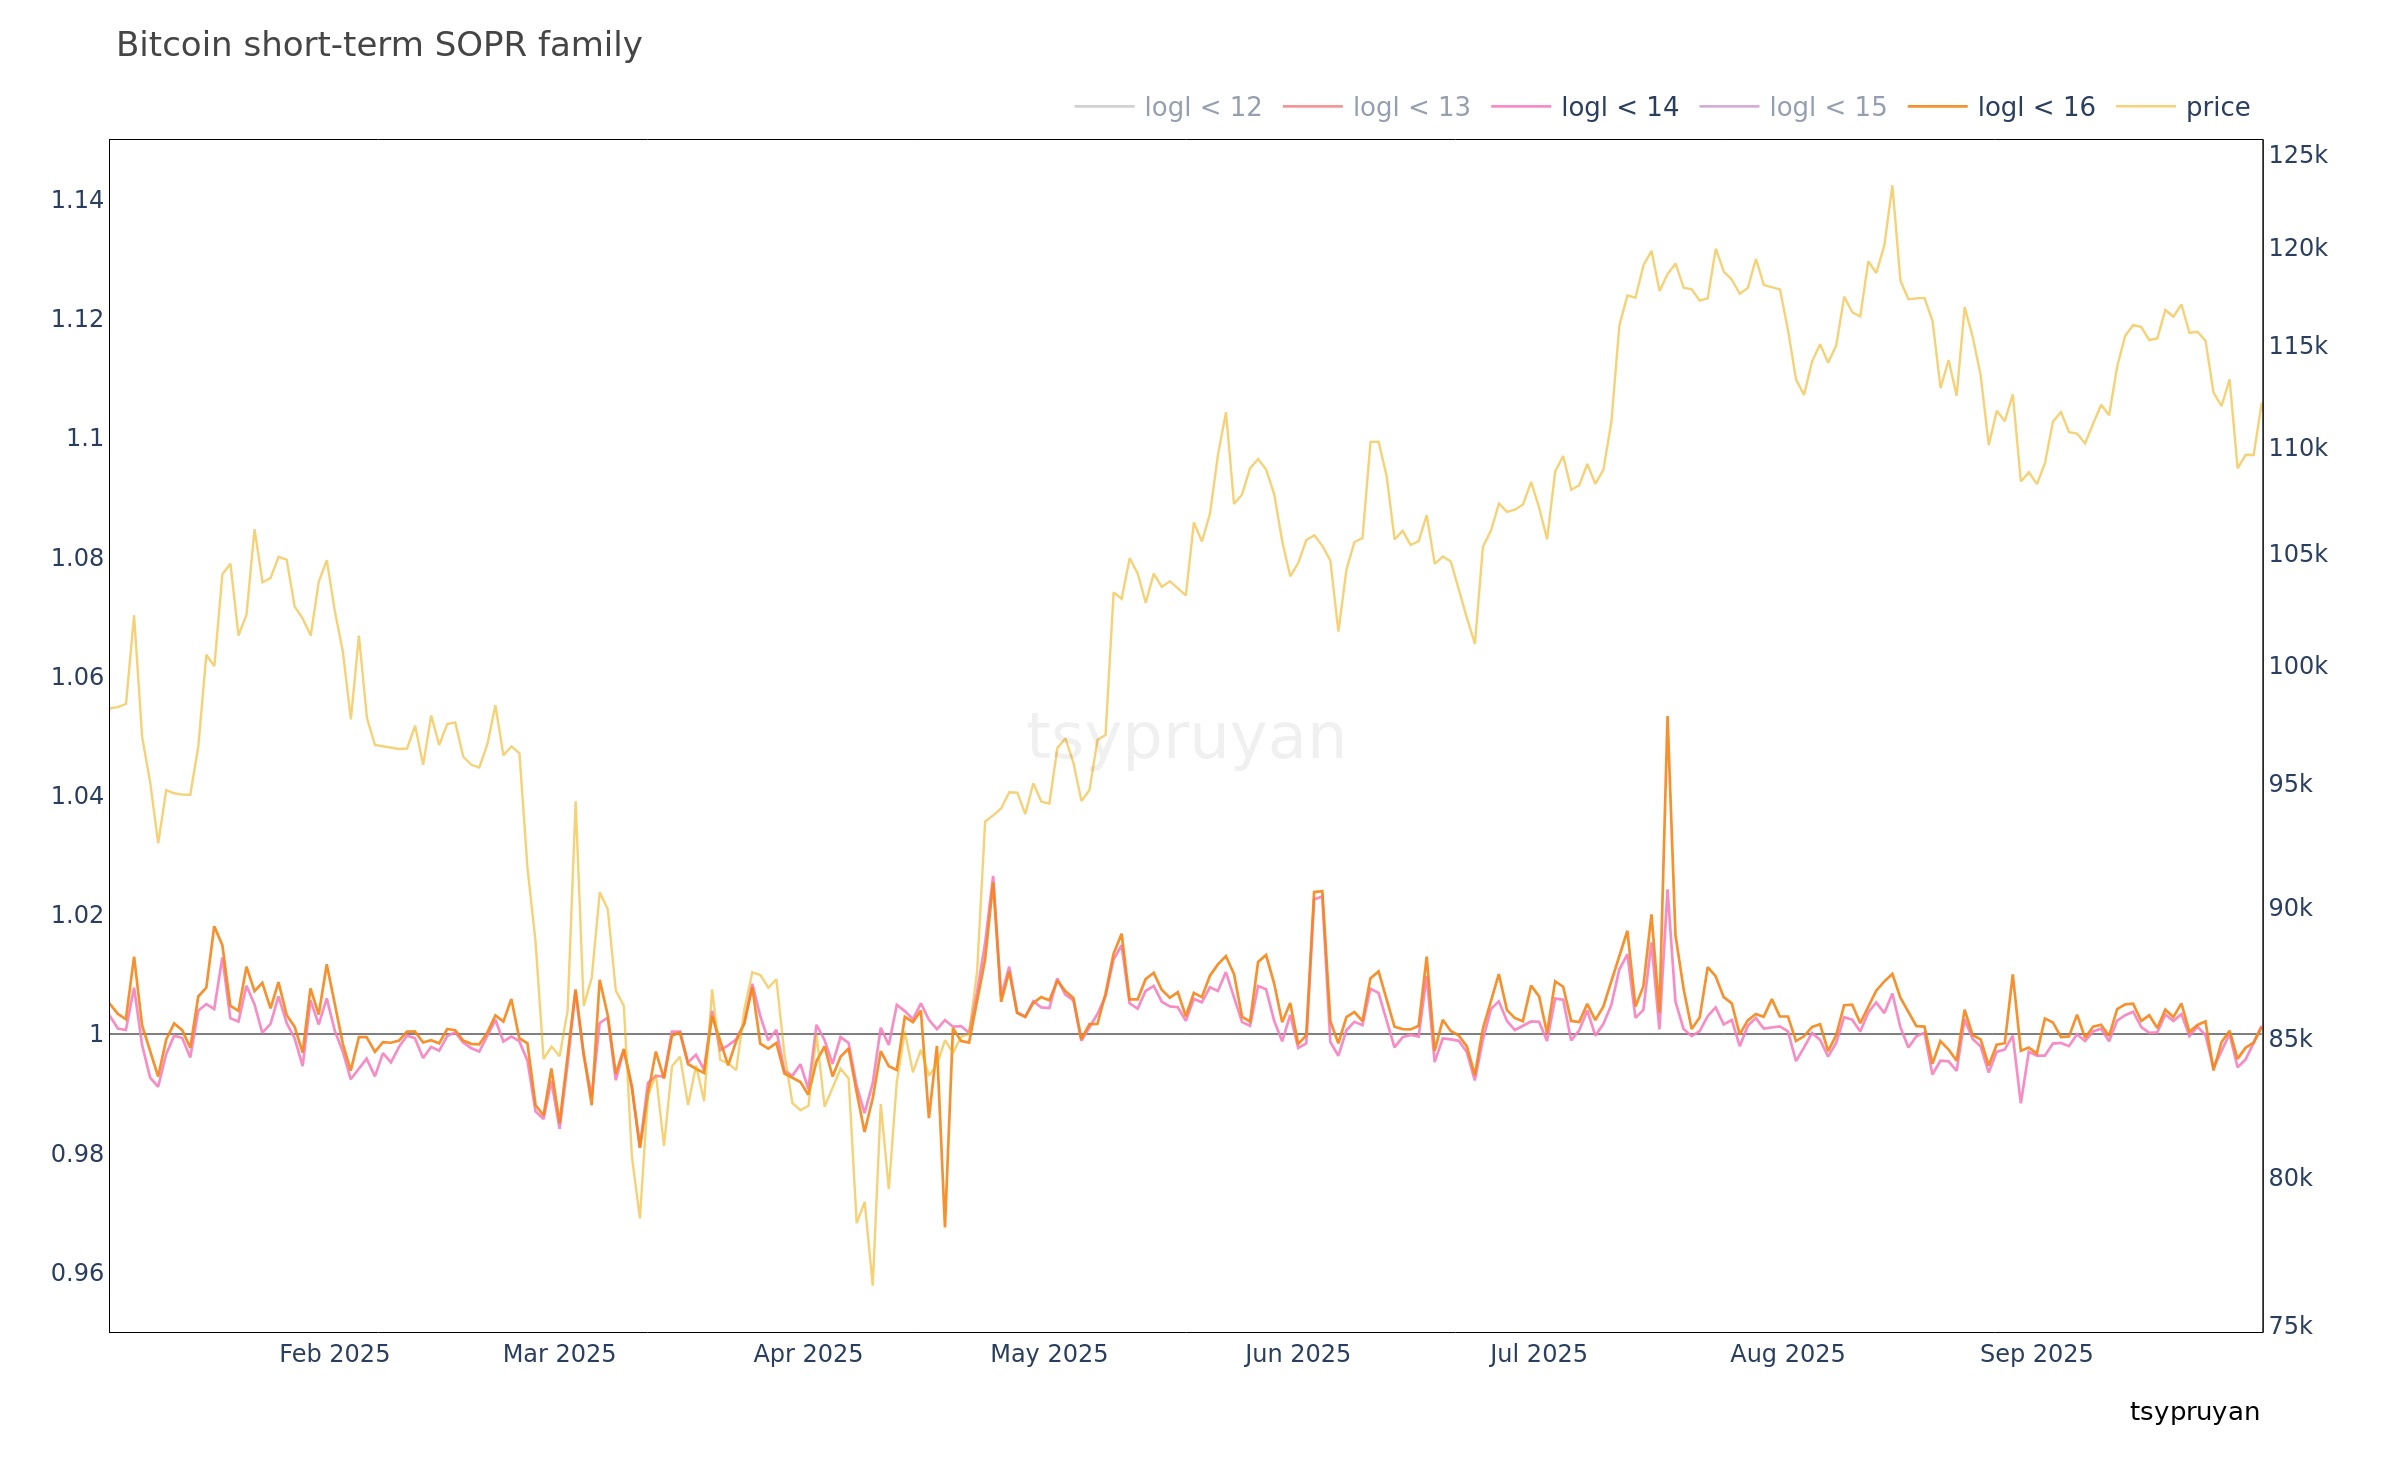 Bitcoin short-term SOPR family
logl < 12 logl < 13 logl < 14 logl < 15 logl < 16 price
1.14
1.12
1.1
1.08
1.06
1.04
1.02
1
0.98
0.96
125k
120k
115k
110k
105k
100k
95k
90k
85k
80k
75k
tsypruyan
Feb 2025 Mar 2025 Apr 2025 May 2025 Jun 2025 Jul 2025 Aug 2025 Sep 2025
tsypruyan